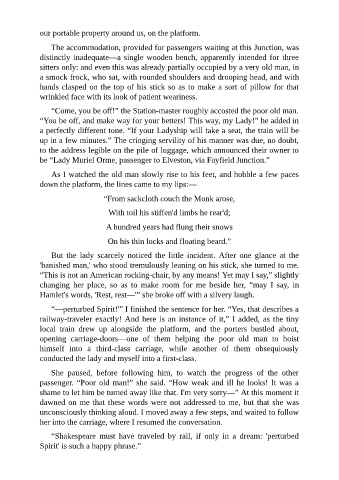 our portable property around us, on the platform.
The accommodation, provided for passengers waiting at this Junction, was
distinctly inadequate—a single wooden bench, apparently intended for three
sitters only: and even this was already partially occupied by a very old man, in
a smock frock, who sat, with rounded shoulders and drooping head, and with
hands clasped on the top of his stick so as to make a sort of pillow for that
wrinkled face with its look of patient weariness.
“Come, you be off!” the Station-master roughly accosted the poor old man.
“You be off, and make way for your betters! This way, my Lady!” he added in
a perfectly different tone. “If your Ladyship will take a seat, the train will be
up in a few minutes.” The cringing servility of his manner was due, no doubt,
to the address legible on the pile of luggage, which announced their owner to
be “Lady Muriel Orme, passenger to Elveston, via Fayfield Junction.”
As I watched the old man slowly rise to his feet, and hobble a few paces
down the platform, the lines came to my lips:—
“From sackcloth couch the Monk arose,
With toil his stiffen'd limbs he rear'd;
A hundred years had flung their snows
On his thin locks and floating beard.”
But the lady scarcely noticed the little incident. After one glance at the
'banished man,' who stood tremulously leaning on his stick, she turned to me.
“This is not an American rocking-chair, by any means! Yet may I say,” slightly
changing her place, so as to make room for me beside her, “may I say, in
Hamlet's words, 'Rest, rest—'” she broke off with a silvery laugh.
“—perturbed Spirit!'” I finished the sentence for her. “Yes, that describes a
railway-traveler exactly! And here is an instance of it,” I added, as the tiny
local train drew up alongside the platform, and the porters bustled about,
opening carriage-doors—one of them helping the poor old man to hoist
himself into a third-class carriage, while another of them obsequiously
conducted the lady and myself into a first-class.
She paused, before following him, to watch the progress of the other
passenger. “Poor old man!” she said. “How weak and ill he looks! It was a
shame to let him be turned away like that. I'm very sorry—” At this moment it
dawned on me that these words were not addressed to me, but that she was
unconsciously thinking aloud. I moved away a few steps, and waited to follow
her into the carriage, where I resumed the conversation.
“Shakespeare must have traveled by rail, if only in a dream: 'perturbed
Spirit' is such a happy phrase.”